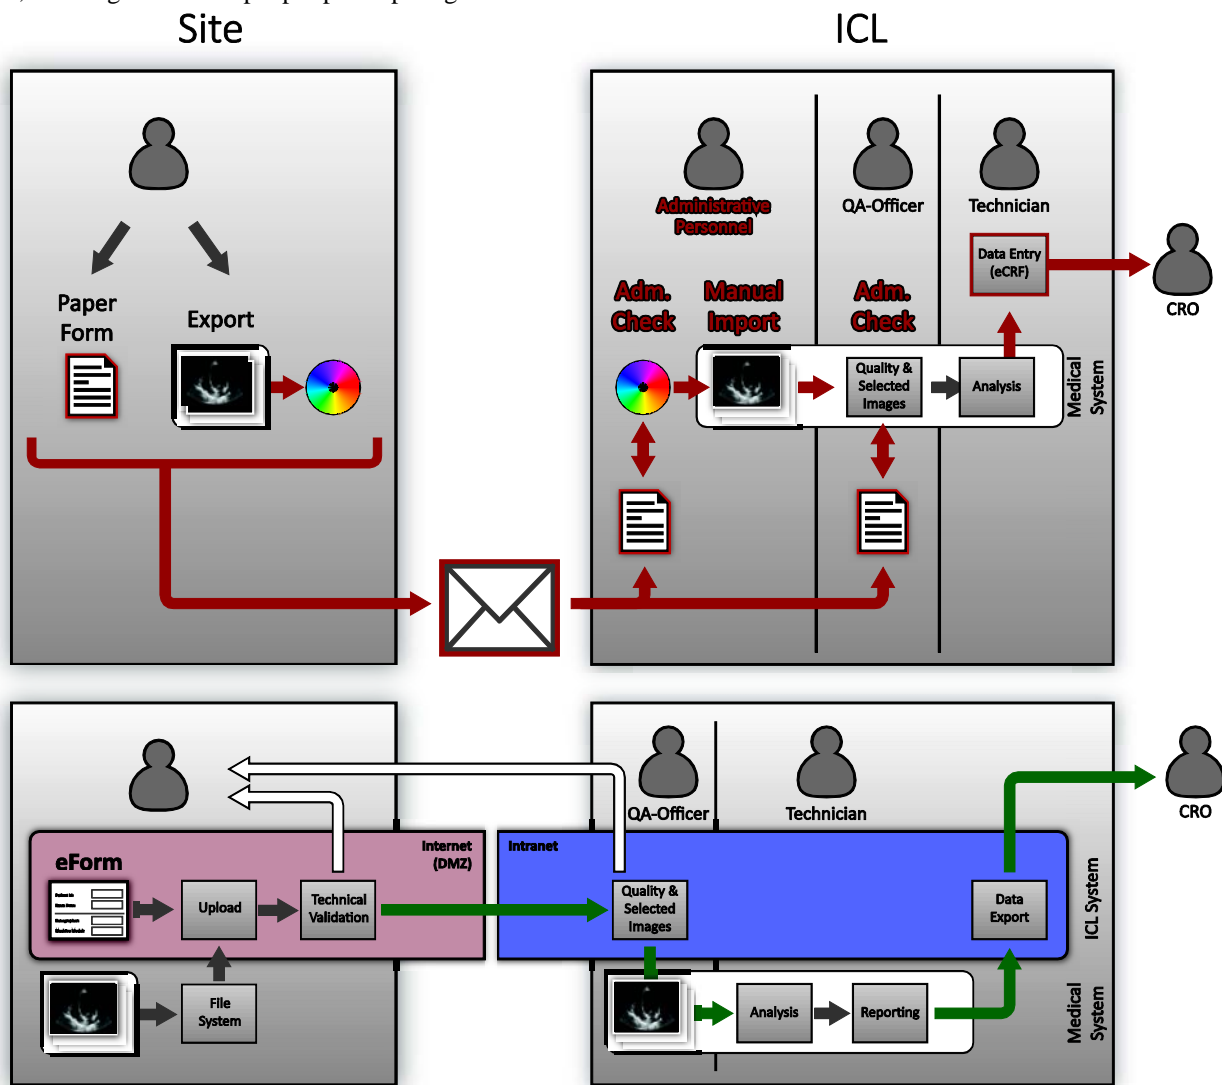 Site
ICL
Administrative
Personnel
QA-Officer
Technician
Paper
Form
Export
Adm.
Check
Manual
Import
Adm.
Check
Data Entry
(eCRF)
CRO
Quality &
Selected
Images
Analysis
Medical
System
QA-Officer
Technician
CRO
eForm
Internet
(DMZ)
Intranet
Upload
Technical
Validation
Quality &
Selected
Images
Data
Export
ICL System
File
System
Analysis
Reporting
Medical
System